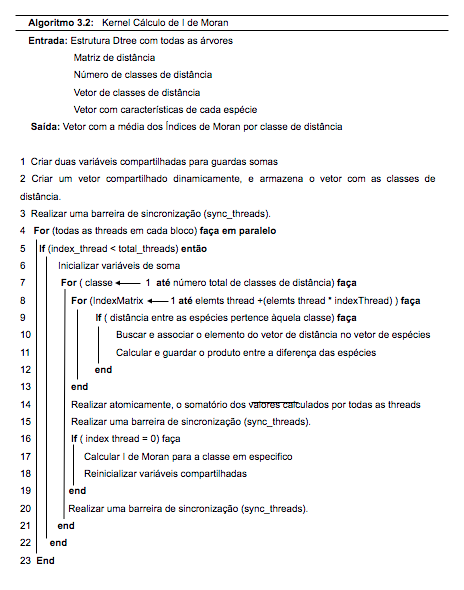 Algoritmo 3.2: Kernel Cálculo de I de Moran
Entrada: Estrutura Dtree com todas as árvores
Matriz de distância
Número de classes de distância
Vetor de classes de distância
Vetor com características de cada espécie
Saída: Vetor com a média dos Índices de Moran por classe de distância
1 Criar duas variáveis compartilhadas para guardas somas
2 Criar um vetor compartilhado dinamicamente, e armazena o vetor com as classes de
distância.
3 Realizar uma barreira de sincronização (sync_threads).
4 For (todas as threads em cada bloco) faça em paralelo
5 If (index_thread < total_threads) então
6 Inicializar variáveis de soma
7 For ( classe ← 1 até número total de classes de distância) faça
8 For (IndexMatrix ← 1 até elemts thread +(elemts thread * indexThread) ) faça
9 If ( distância entre as espécies pertence àquela classe) faça
10 Buscar e associar o elemento do vetor de distância no vetor de espécies
11 Calcular e guardar o produto entre a diferença das espécies
12 end
13 end
14 Realizar atomicamente, o somatório dos valores calculados por todas as threads
15 Realizar uma barreira de sincronização (sync_threads).
16 If ( index thread = 0) faça
17 Calcular I de Moran para a classe em especifico
18 Reinicializar variáveis compartilhadas
19 end
20 Realizar uma barreira de sincronização (sync_threads).
21 end
22 end
23 End